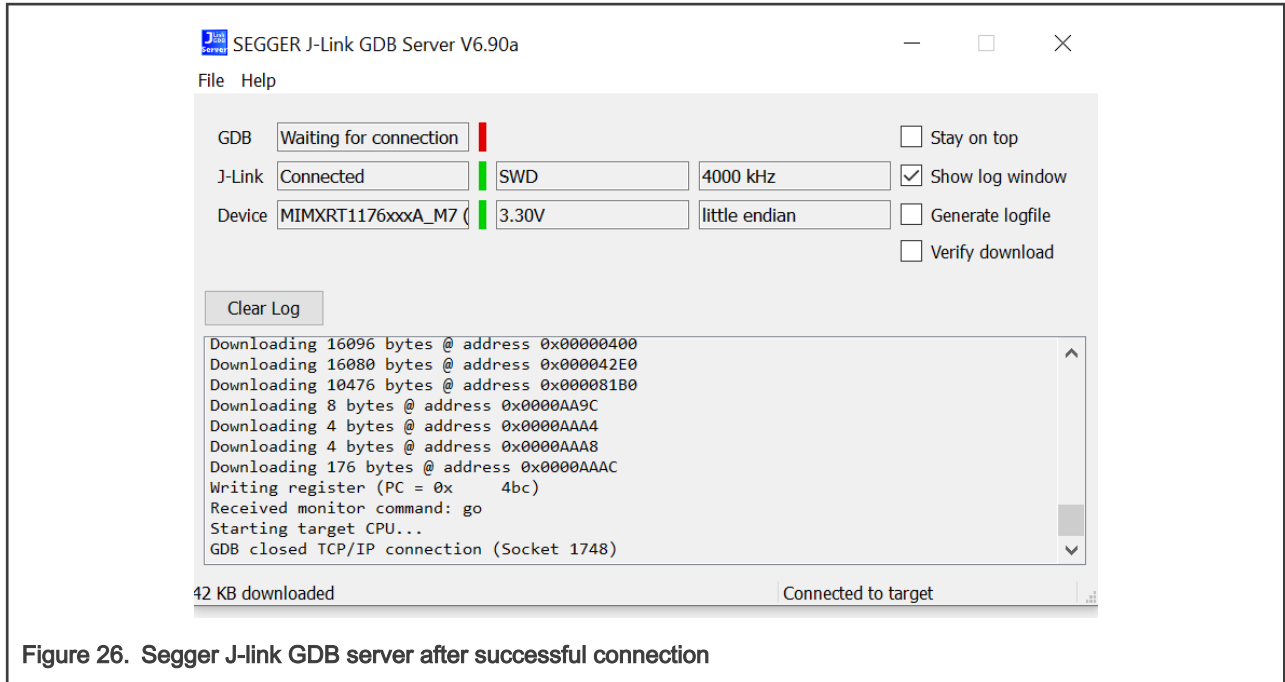 J Link GDB Server
SEGGER J-Link GDB Server V6.90a
File Help
GDB Waiting for connection Stay on top
J-Link Connected SWD 4000 kHz Show log window
Device MIMXRT1176xxxA_M7 ( 3.30V little endian Generate logfile
Verify download
Clear Log
Downloading 16096 bytes @ address 0x00000400
Downloading 16080 bytes @ address 0x000042E0
Downloading 10476 bytes @ address 0x000081B0
Downloading 8 bytes @ address 0x0000AA9C
Downloading 4 bytes @ address 0x0000AAA4
Downloading 4 bytes @ address 0x0000AAA8
Downloading 176 bytes @ address 0x0000AAAC
Writing register (PC = 0x     4bc)
Received monitor command: go
Starting target CPU...
GDB closed TCP/IP connection (Socket 1748)
42 KB downloaded Connected to target
Figure 26. Segger J-link GDB server after successful connection